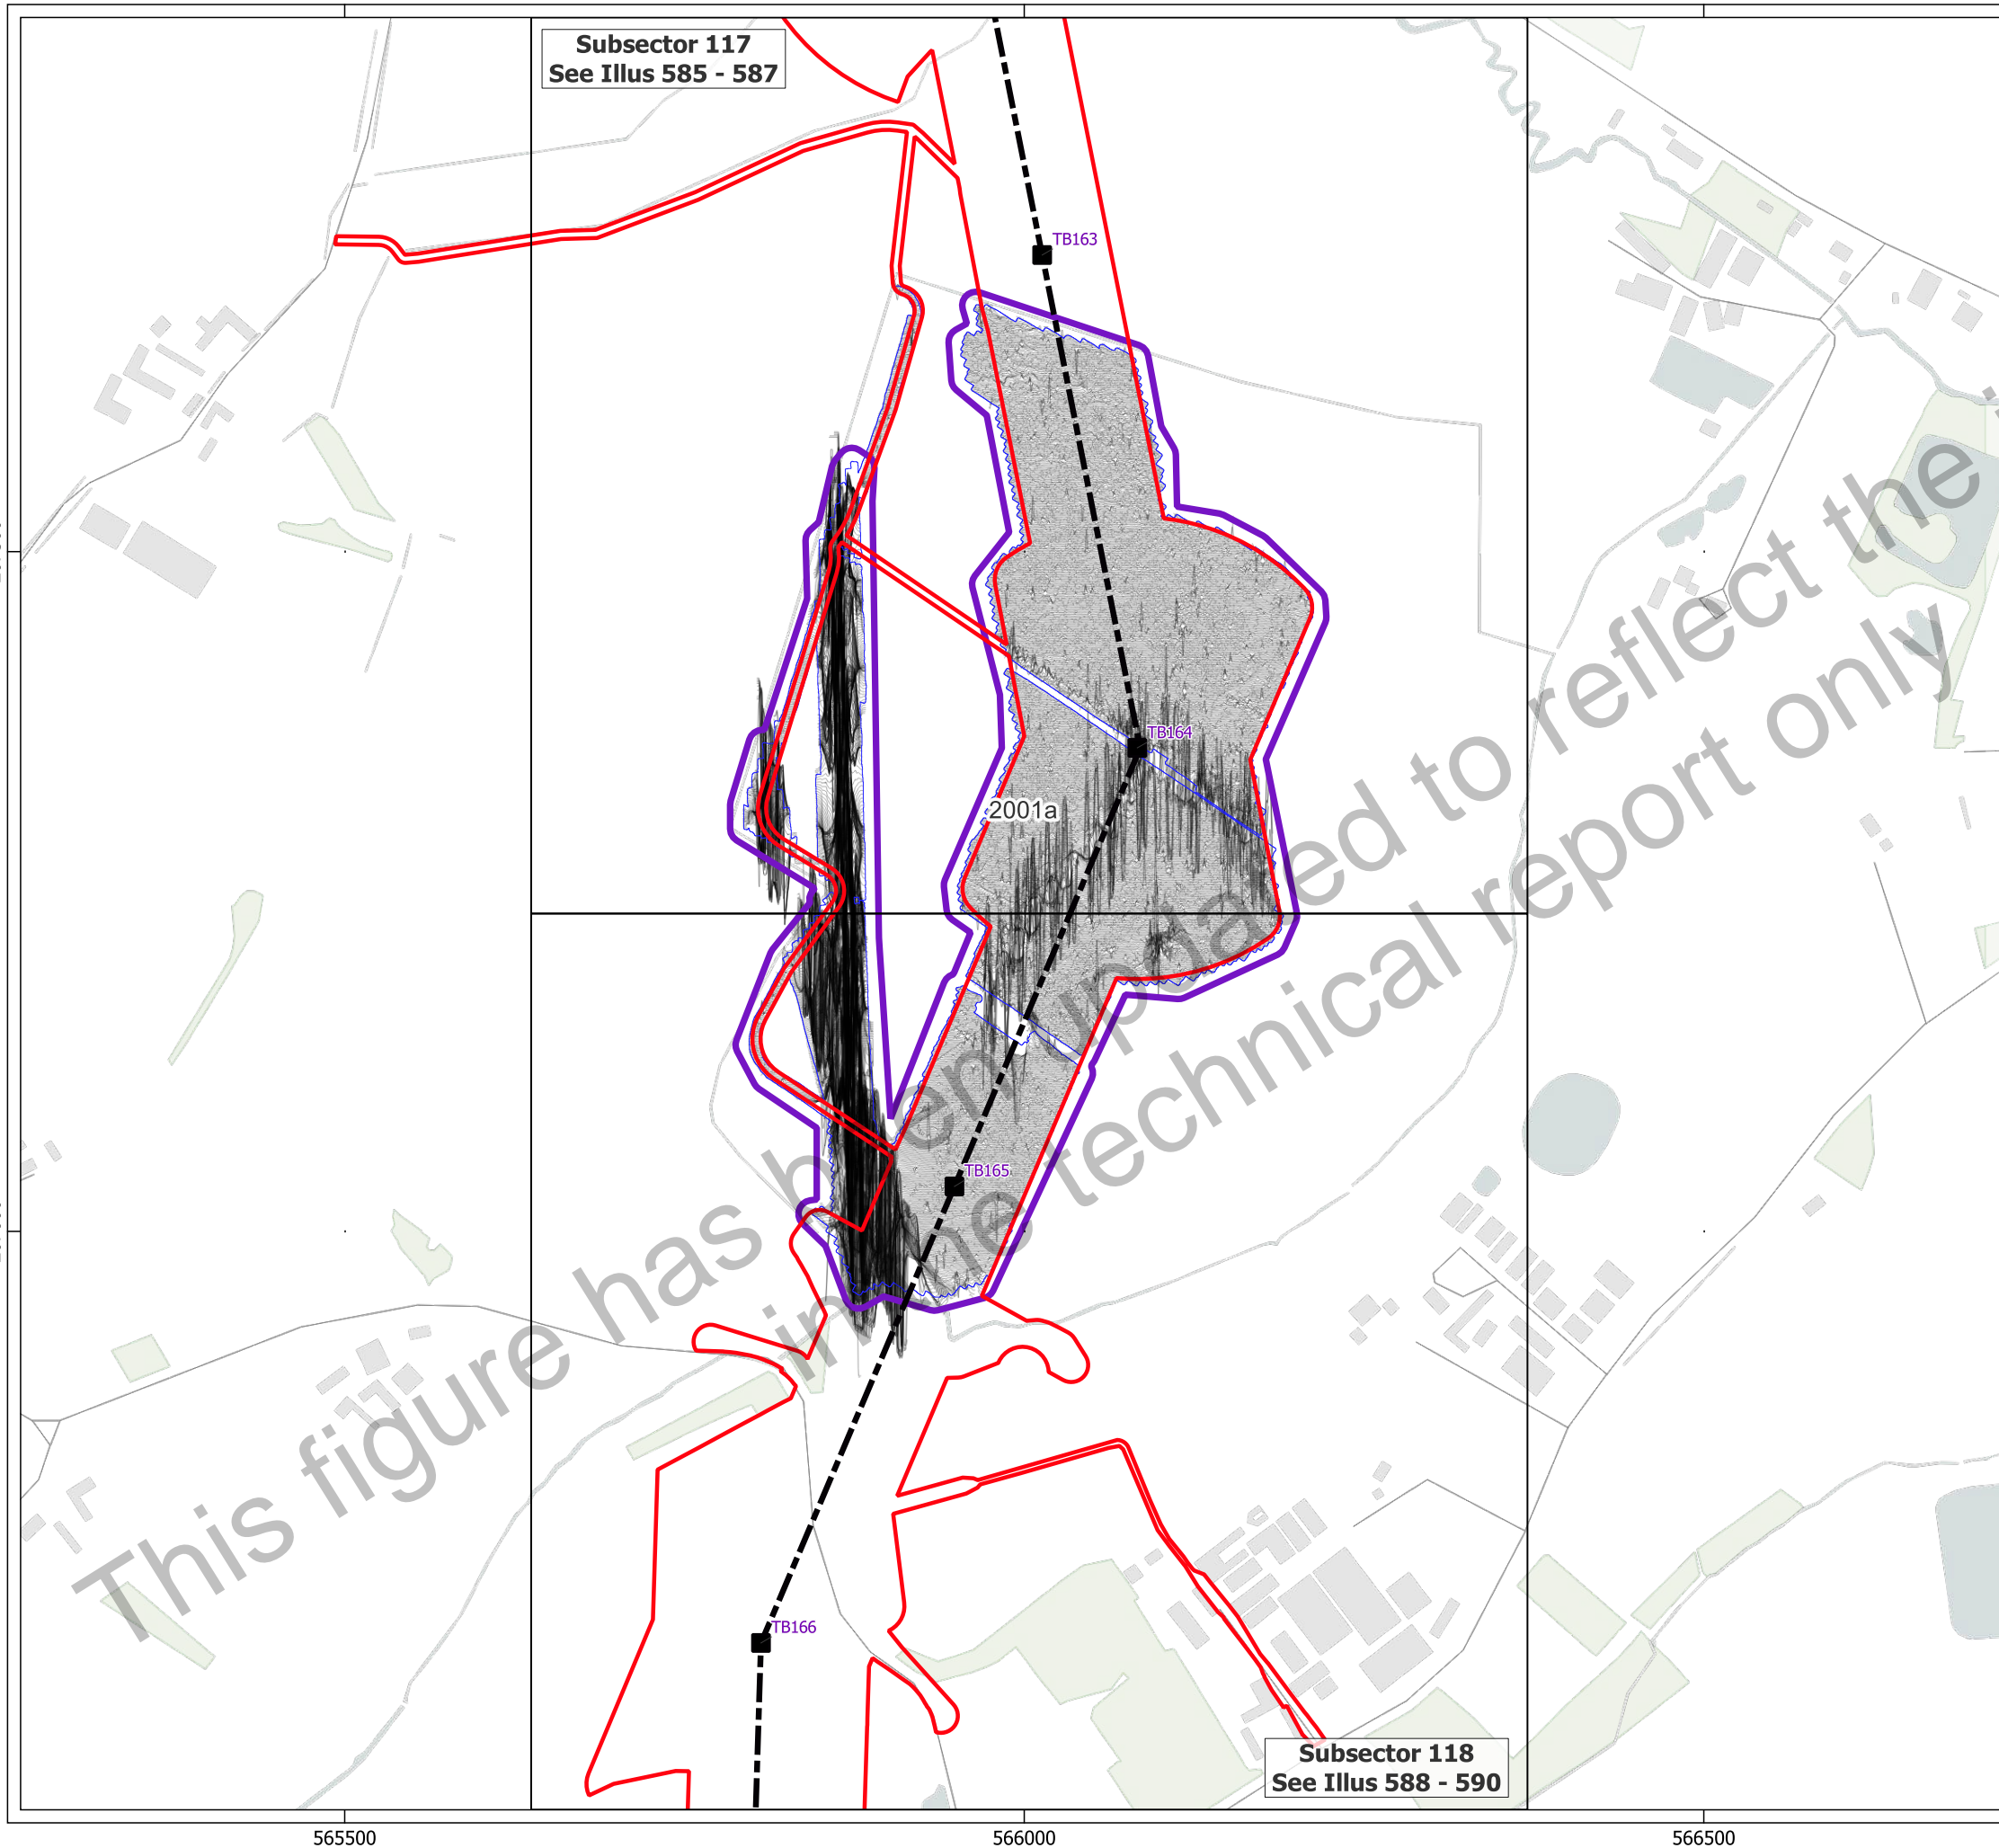 Subsector 117
See Illus 585 - 587
TB163
TB164
2001a
TB165
TB166
Subsector 118
See Illus 588 - 590
565500
566000
566500
This figure has been updated to reflect the
in the technical report only